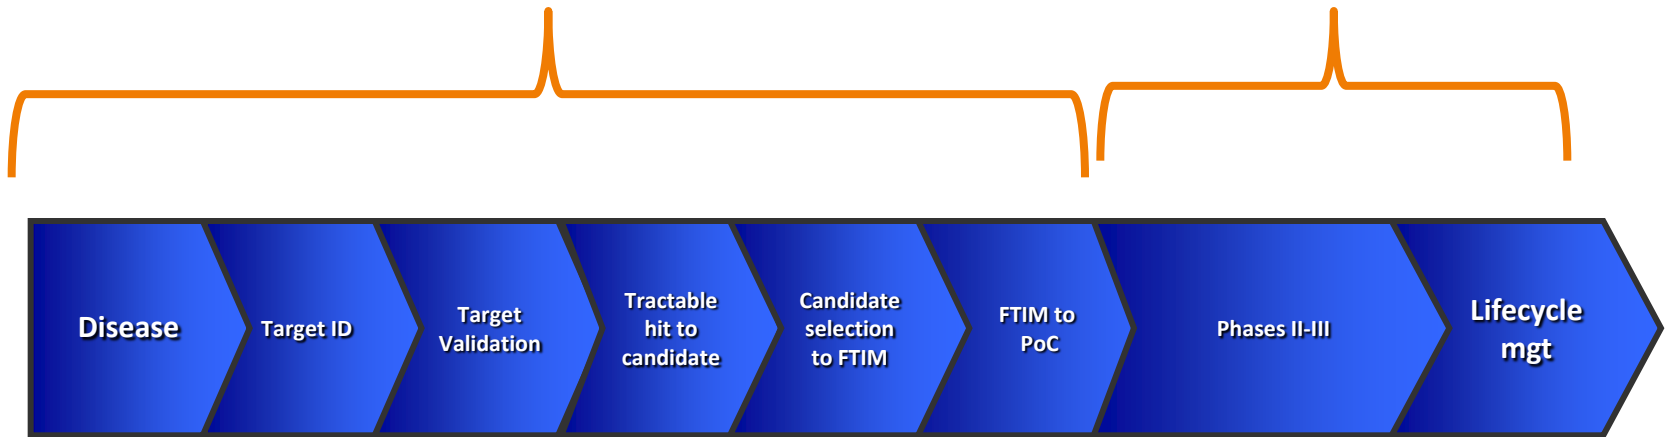 Disease
Target ID
Target
Validation
Tractable
hit to
candidate
Candidate
selection
to FTIM
FTIM to
PoC
Phases II-III
Lifecycle
mgt